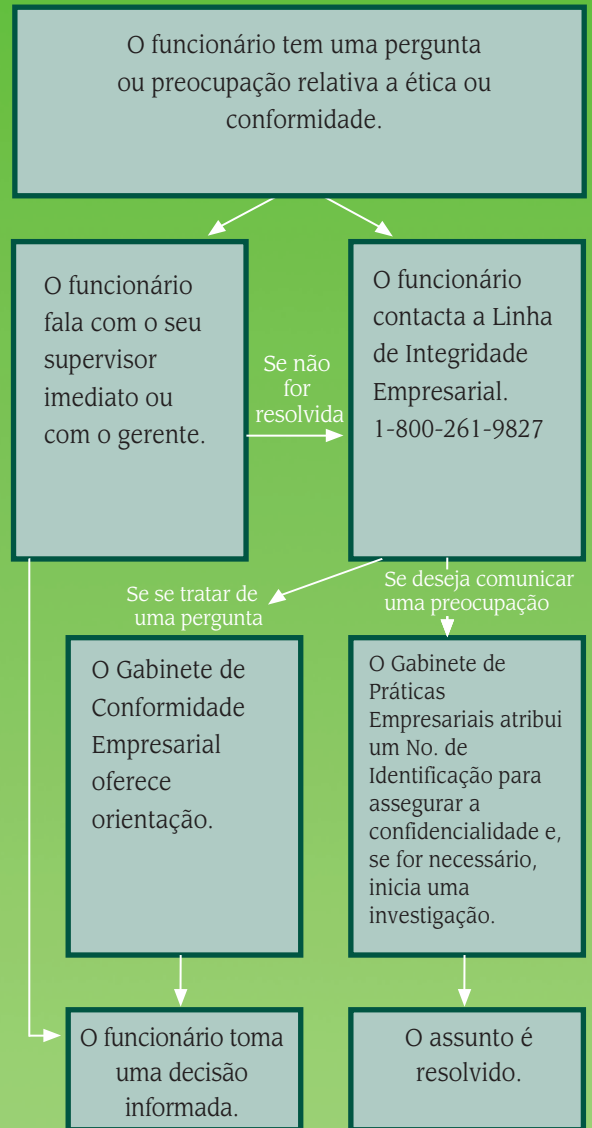 O funcionário tem uma pergunta
ou preocupação relativa a ética ou
conformidade.
O funcionário
fala com o seu
supervisor
imediato ou
com o gerente.
Se não
for
resolvida
O funcionário
contacta a Linha
de Integridade
Empresarial.
1-800-261-9827
Se se tratar de
uma pergunta
Se deseja comunicar
uma preocupação
O Gabinete de
Conformidade
Empresarial
oferece
orientação.
O Gabinete de
Práticas
Empresariais atribui
um No. de
Identificação para
assegurar a
confidencialidade e,
se for necessário,
inicia uma
investigação.
O funcionário toma
uma decisão
informada.
O assunto é
resolvido.